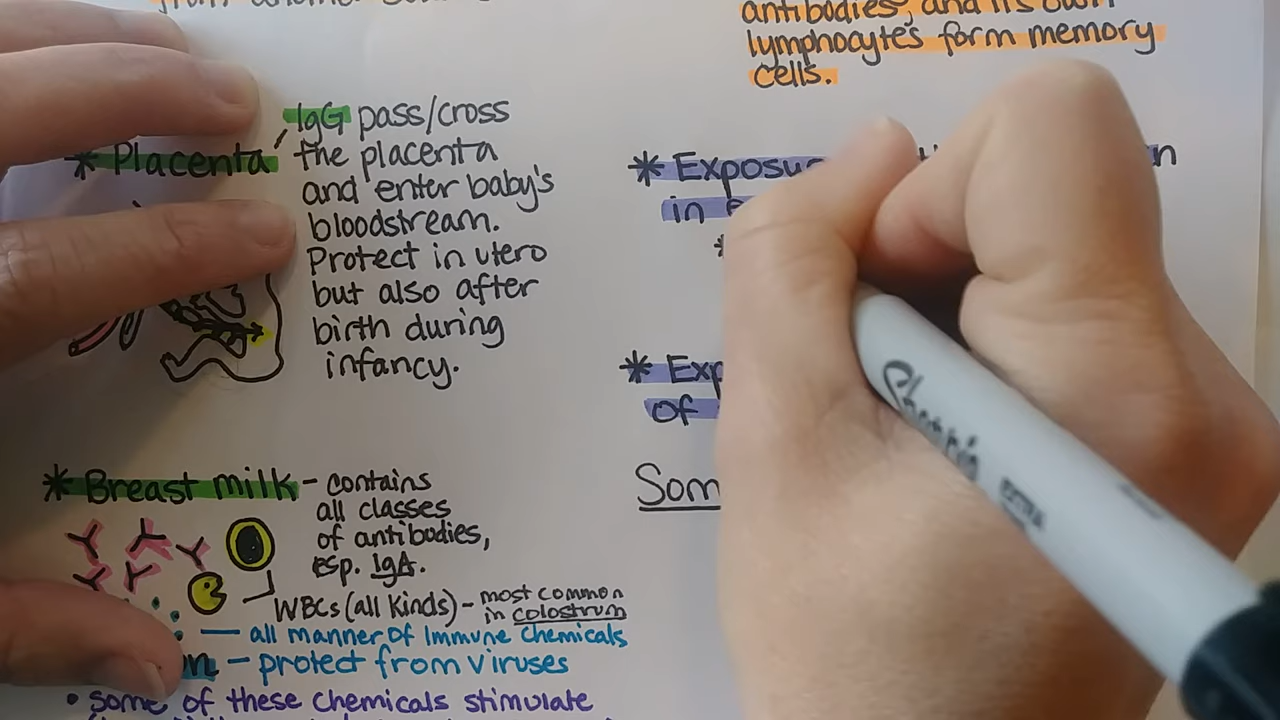 antibodies, and its own
lymphocytes form memory
cells.
IgG pass/cross
* Placenta the placenta
and enter baby's
bloodstream.
Protect in utero
but also after
birth during
infancy.
* Breast milk - contains
all classes
of antibodies,
esp. IgA.
WBCs (all kinds) - most common
in colostrum
— all manner of Immune Chemicals
– protect from viruses
• some of these chemicals stimulate
*
in
*
of
Sharpie
EXTRA